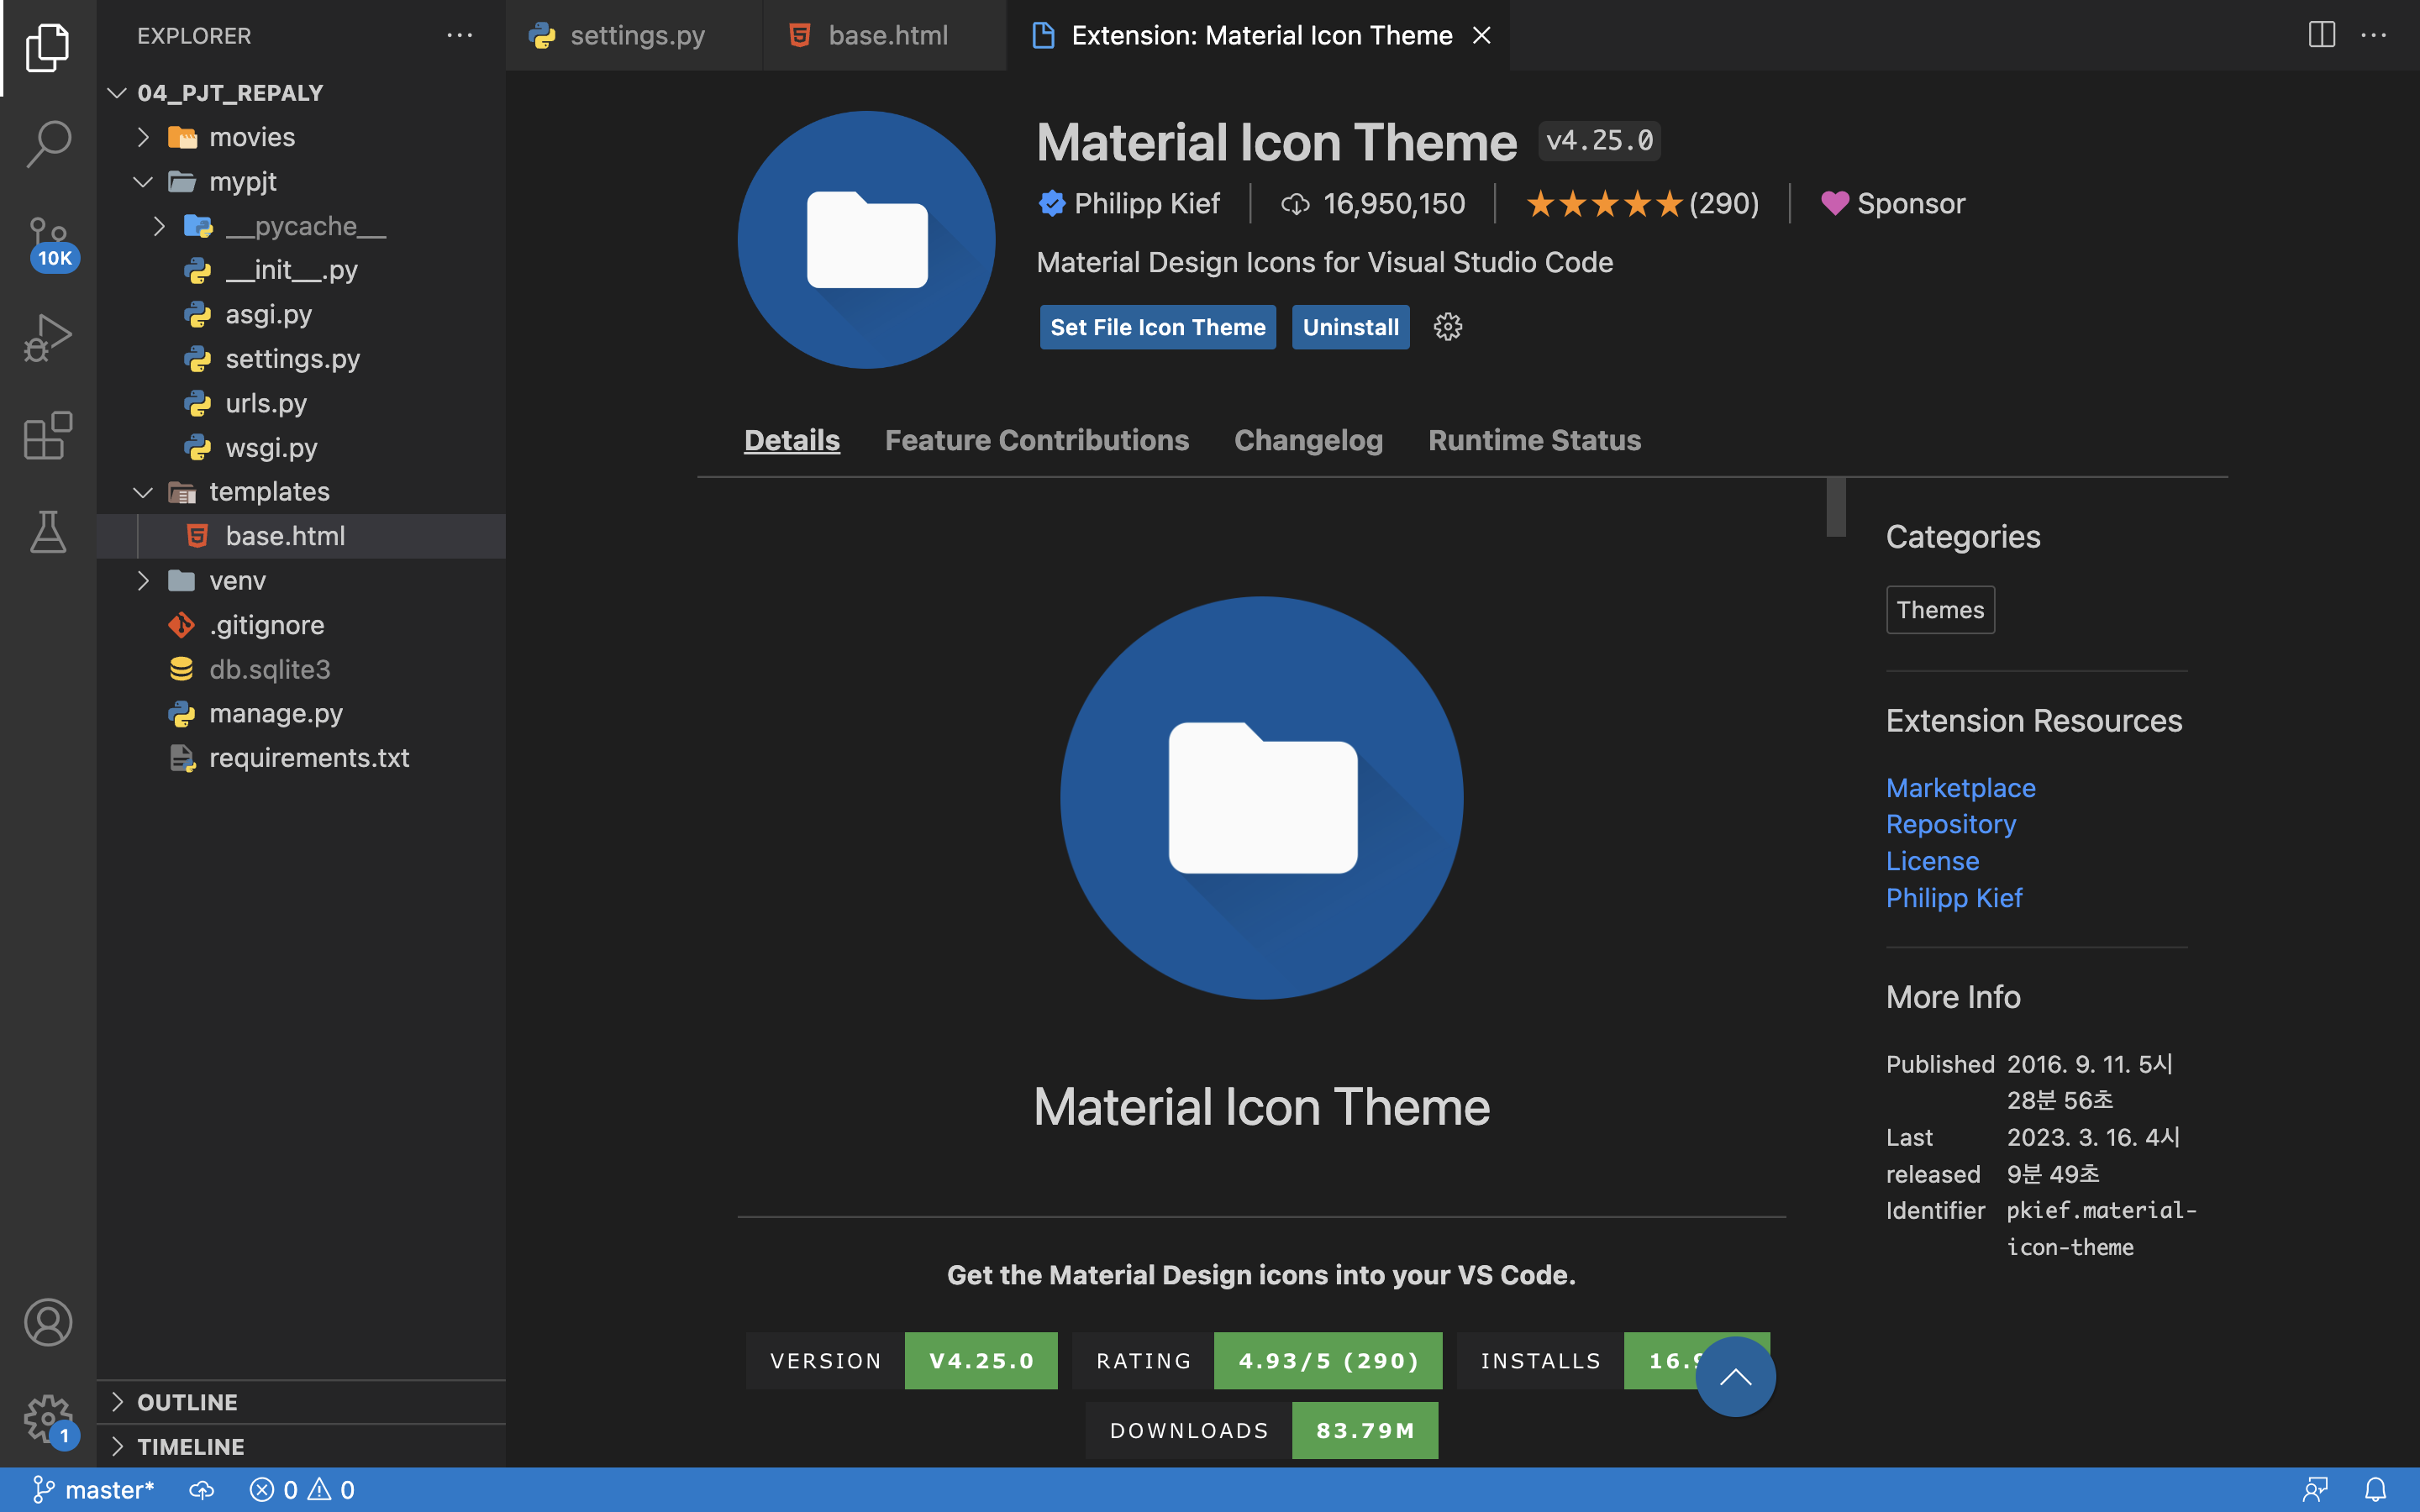 EXPLORER
settings.py
base.html
Extension: Material Icon Theme
04_PJT_REPALY
movies
mypjt
__pycache__
__init__.py
asgi.py
settings.py
urls.py
wsgi.py
templates
base.html
venv
.gitignore
db.sqlite3
manage.py
requirements.txt
OUTLINE
TIMELINE
10K
1
Material Icon Theme v4.25.0
Philipp Kief 16,950,150 (290) Sponsor
Material Design Icons for Visual Studio Code
Set File Icon Theme Uninstall
Details Feature Contributions Changelog Runtime Status
Material Icon Theme
Get the Material Design icons into your VS Code.
VERSION V4.25.0 RATING 4.93/5 (290) INSTALLS
DOWNLOADS 83.79M
Categories
Themes
Extension Resources
Marketplace
Repository
License
Philipp Kief
More Info
Published 2016. 9. 11. 5시
28분 56초
Last 2023. 3. 16. 4시
released 9분 49초
Identifier pkief.material-
icon-theme
master* 0 0